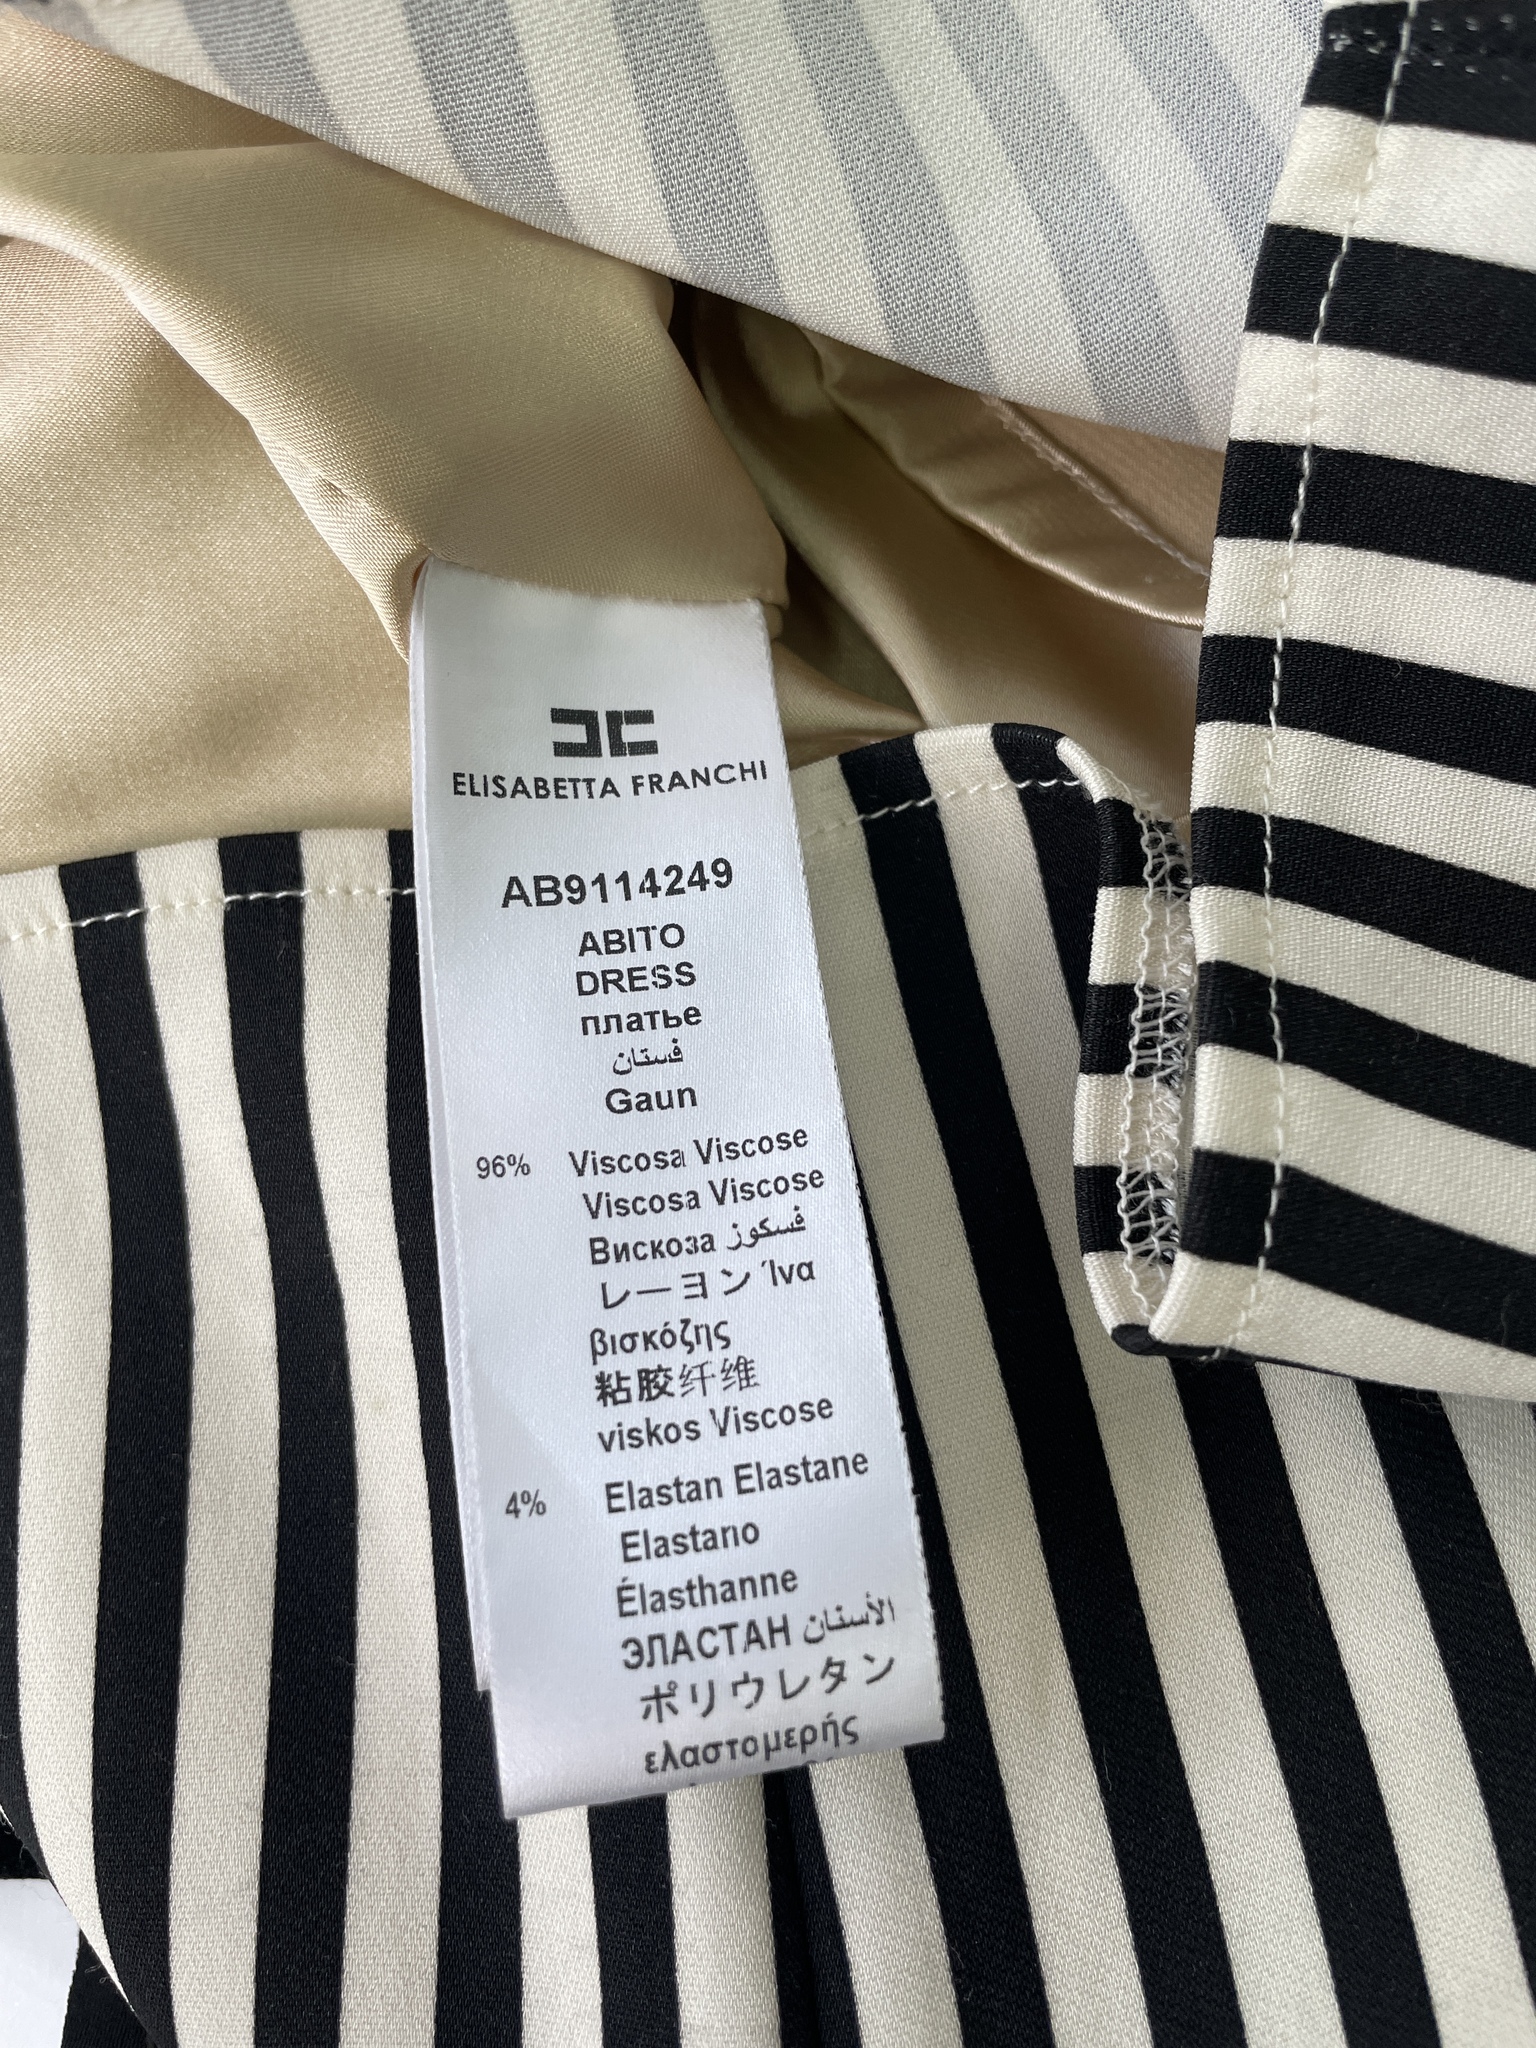 ELISABETTA FRANCHI
AB9114249
ABITO
DRESS
платье
فستان
Gaun
96% Viscosa Viscose
Viscosa Viscose
Вискоза فسكوز
レーヨン Ίνα
βισκόζης
粘胶纤维
viskos Viscose
4% Elastan Elastane
Elastano
Élasthanne
ЭЛАСТАН الأستان
ポリウレタン
ελαστομερής